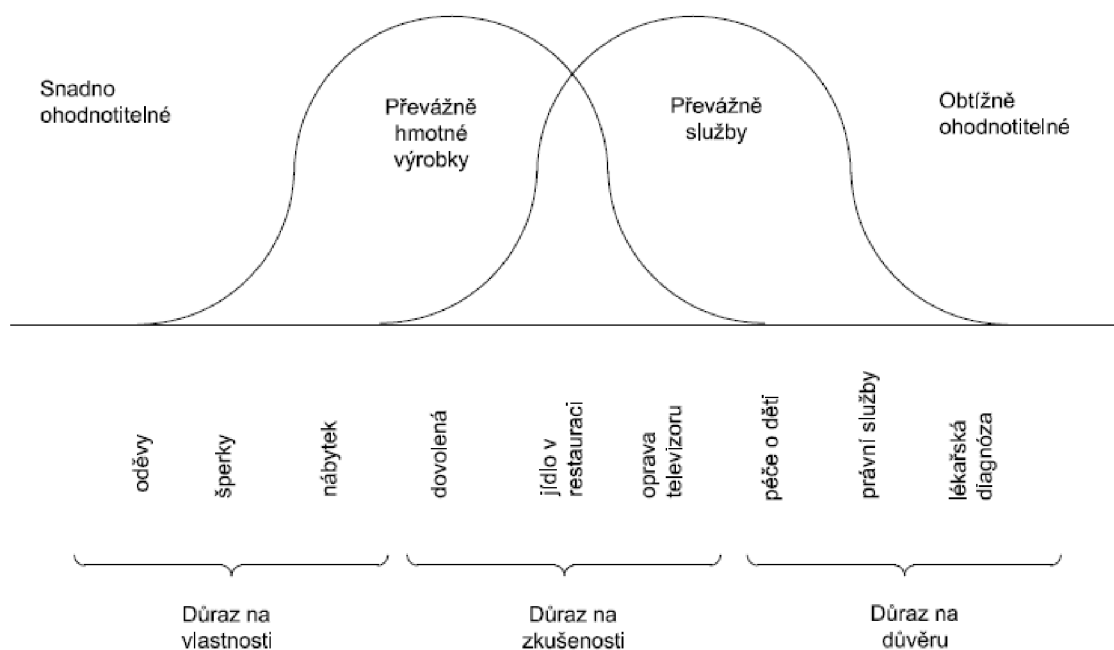 Snadno
ohodnotitelné
Převážně
hmotné
výrobky
Převážně
služby
Obtížně
ohodnotitelné
oděvy
šperky
nábytek
dovolená
jídlo v
restauraci
oprava
televizoru
péče o děti
právní služby
lékařská
diagnóza
Důraz na
vlastnosti
Důraz na
zkušenosti
Důraz na
důvěru